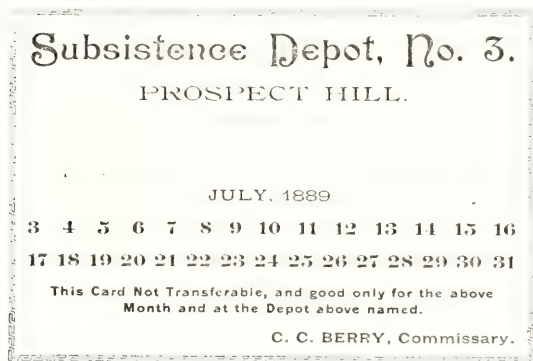 Subsistence Depot, No. 3.
PROSPECT HILL.
JULY, 1889
3 4 5 6 7 8 9 10 11 12 13 14 15 16
17 18 19 20 21 22 23 24 25 26 27 28 29 30 31
This Card Not Transferable, and good only for the above
Month and at the Depot above named.
C. C. BERRY, Commissary.